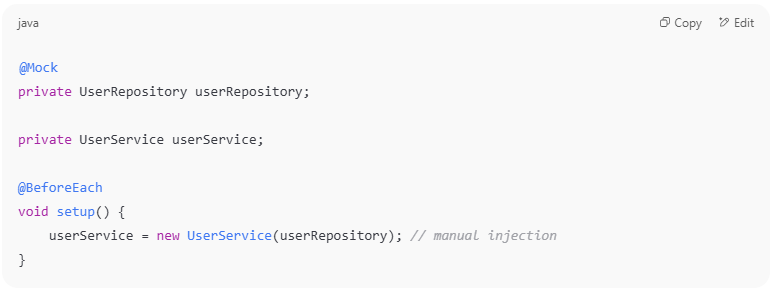 java
Copy
Edit
@Mock
private UserRepository userRepository;
private UserService userService;
@BeforeEach
void setup() {
    userService = new UserService(userRepository); // manual injection
}